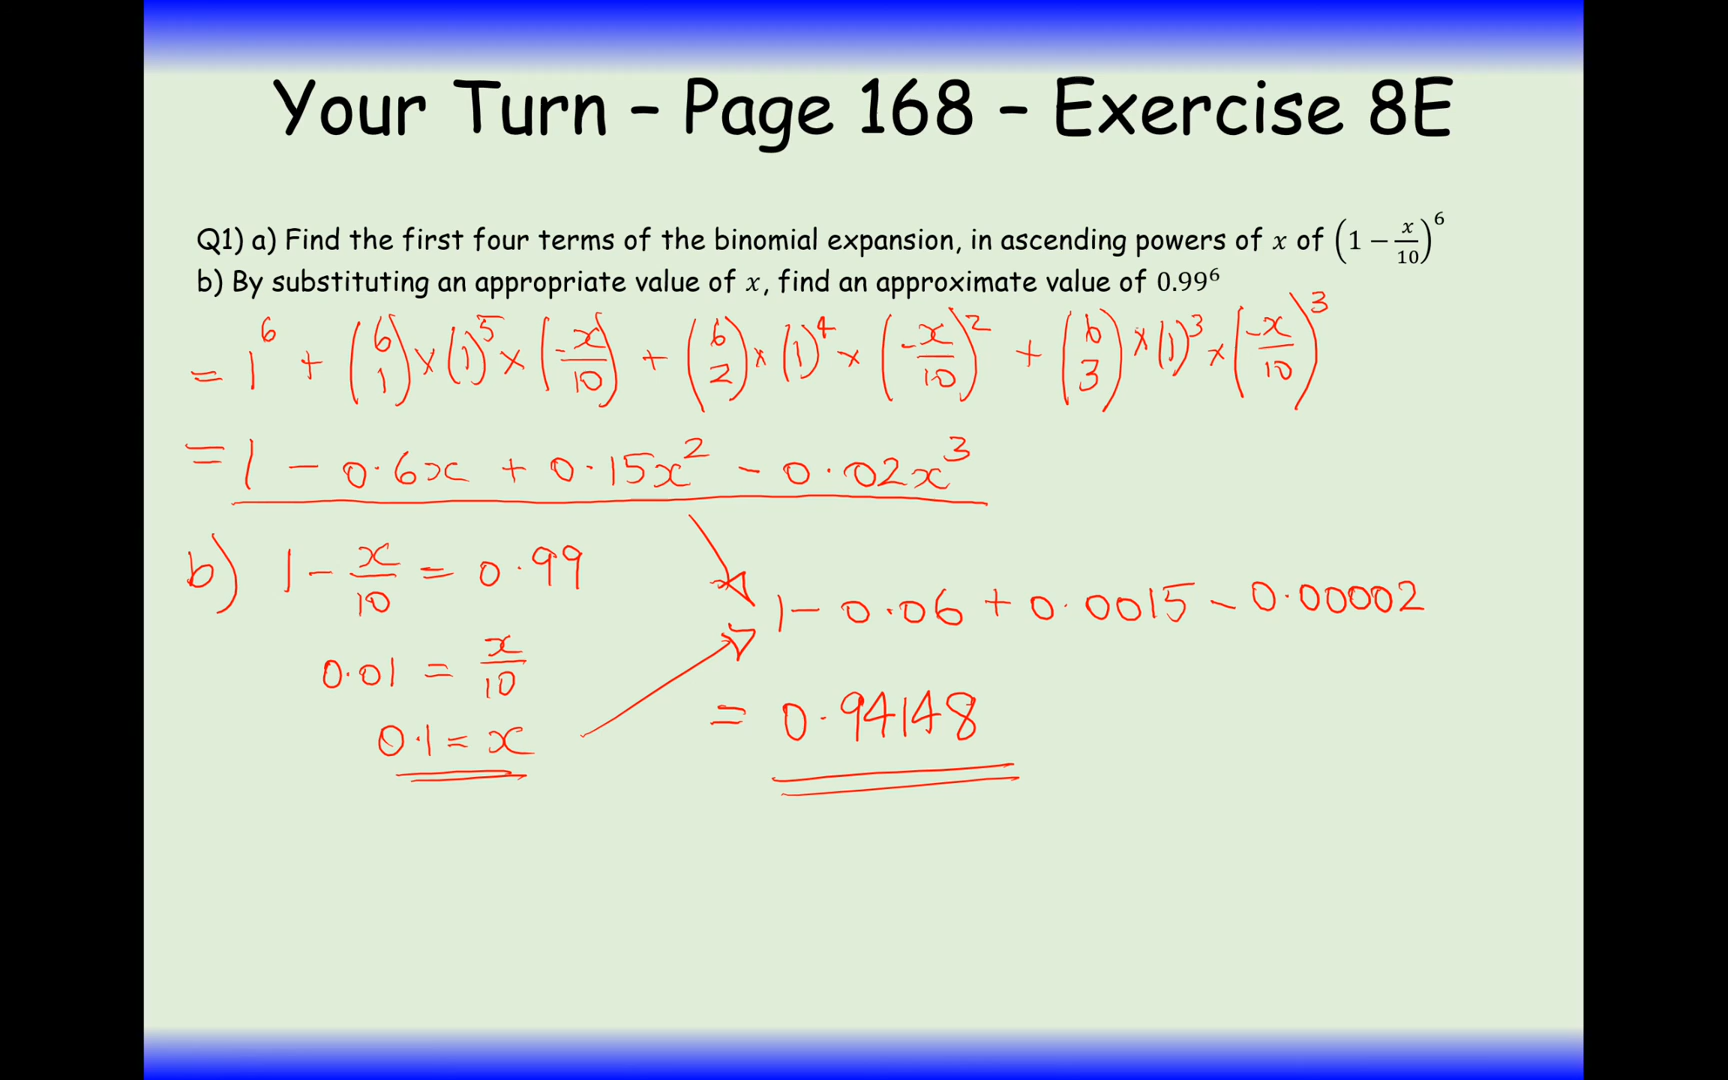 Your Turn – Page 168 – Exercise 8E
Q1) a) Find the first four terms of the binomial expansion, in ascending powers of x of (1 − x/10)^6
b) By substituting an appropriate value of x, find an approximate value of 0.99^6
= 1^6 + (6 1) × (1)^5 × (-x/10) + (6 2) × (1)^4 × (-x/10)^2 + (6 3) × (1)^3 × (-x/10)^3
= 1 - 0.6x + 0.15x^2 - 0.02x^3
b) 1 - x/10 = 0.99
0.01 = x/10
0.1 = x
1 - 0.06 + 0.0015 - 0.00002
= 0.94148